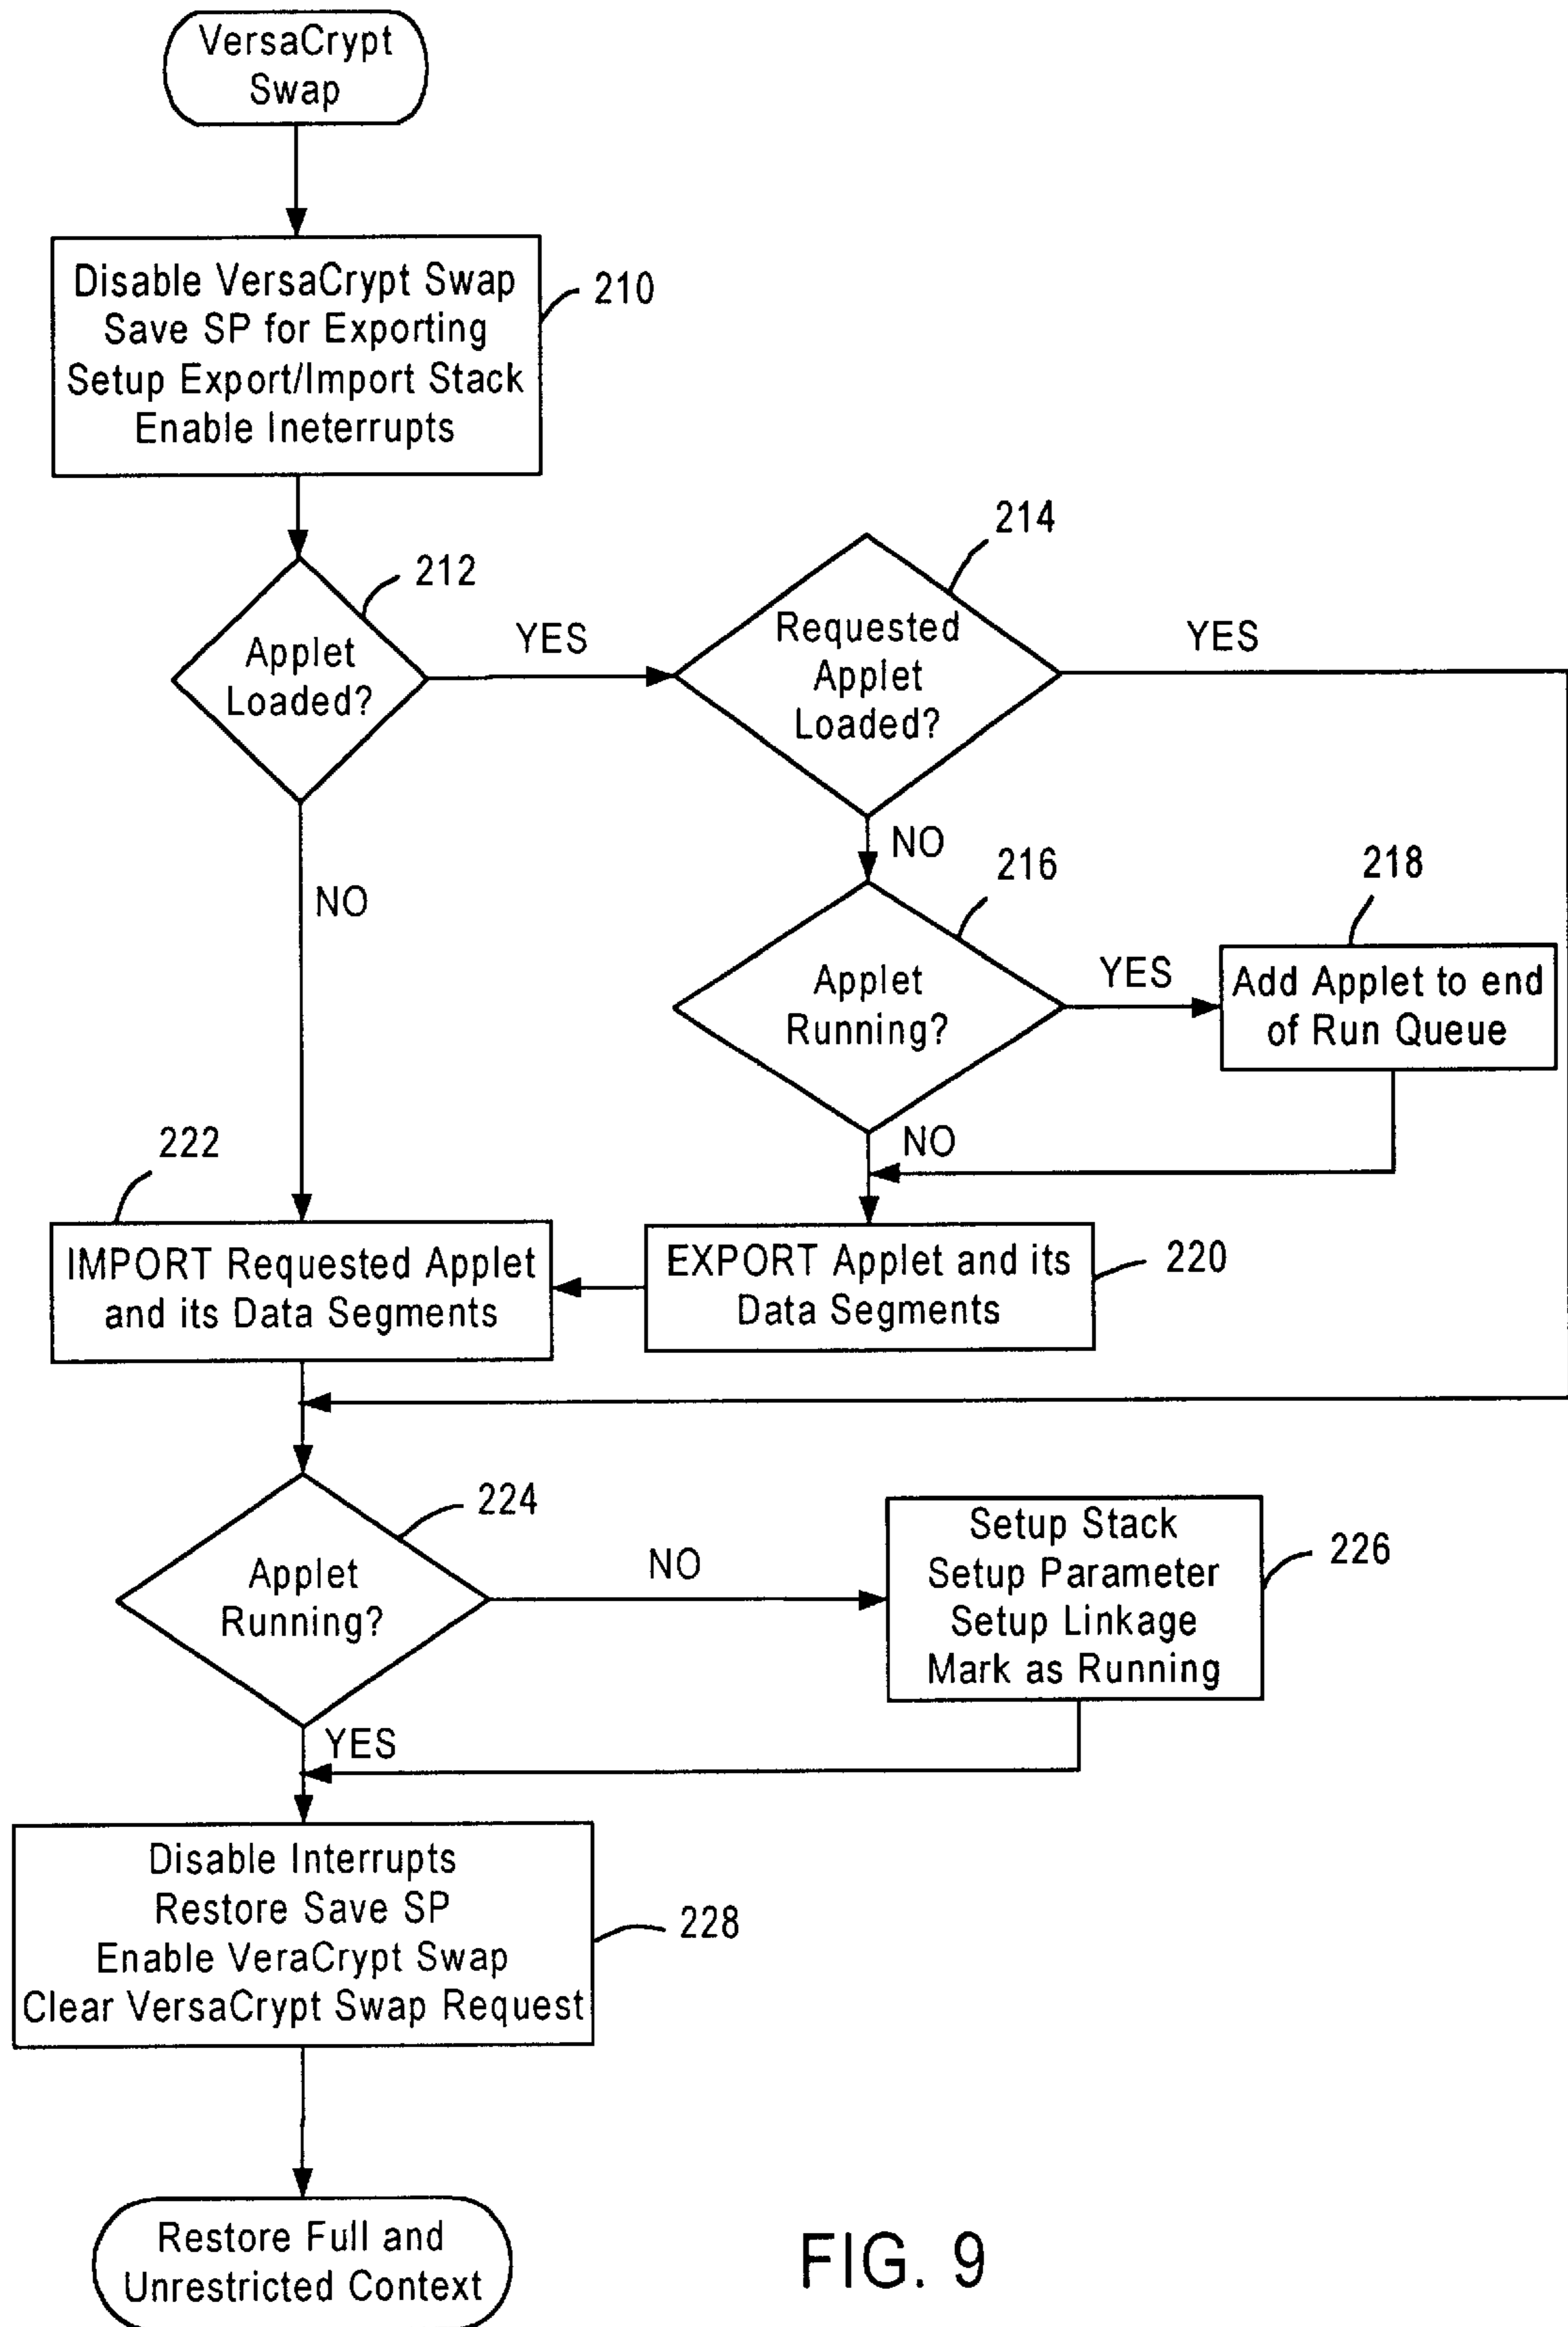 VersaCrypt
Swap
Disable VersaCrypt Swap
Save SP for Exporting
Setup Export/Import Stack
Enable Ineterrupts
210
212
Applet
Loaded?
YES
NO
214
Requested
Applet
Loaded?
YES
NO
216
Applet
Running?
YES
NO
218
Add Applet to end
of Run Queue
222
IMPORT Requested Applet
and its Data Segments
EXPORT Applet and its
Data Segments
220
224
Applet
Running?
NO
YES
Setup Stack
Setup Parameter
Setup Linkage
Mark as Running
226
Disable Interrupts
Restore Save SP
Enable VeraCrypt Swap
Clear VersaCrypt Swap Request
228
Restore Full and
Unrestricted Context
FIG. 9